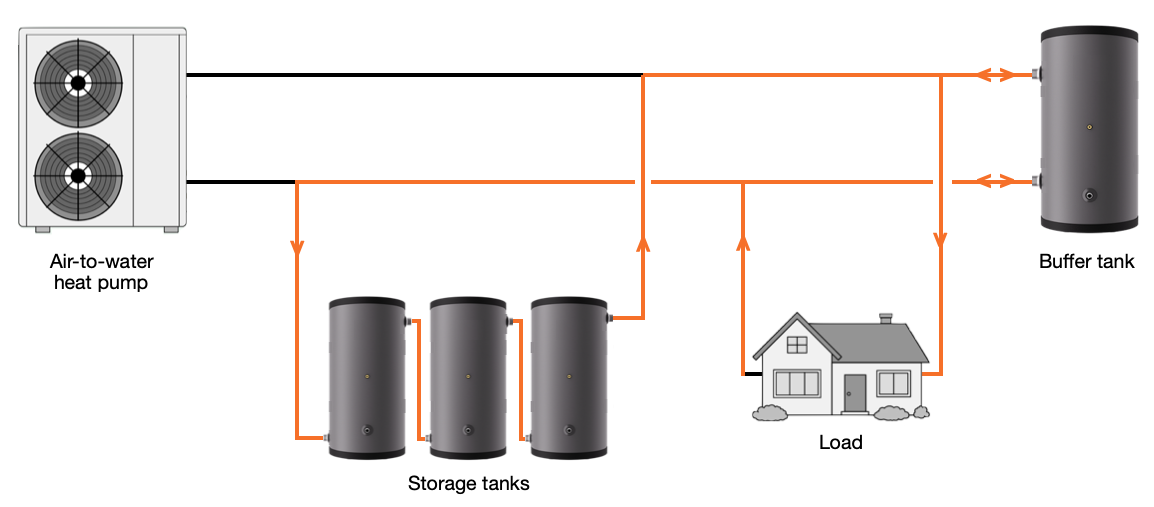 Air-to-water
heat pump
Buffer tank
Load
Storage tanks